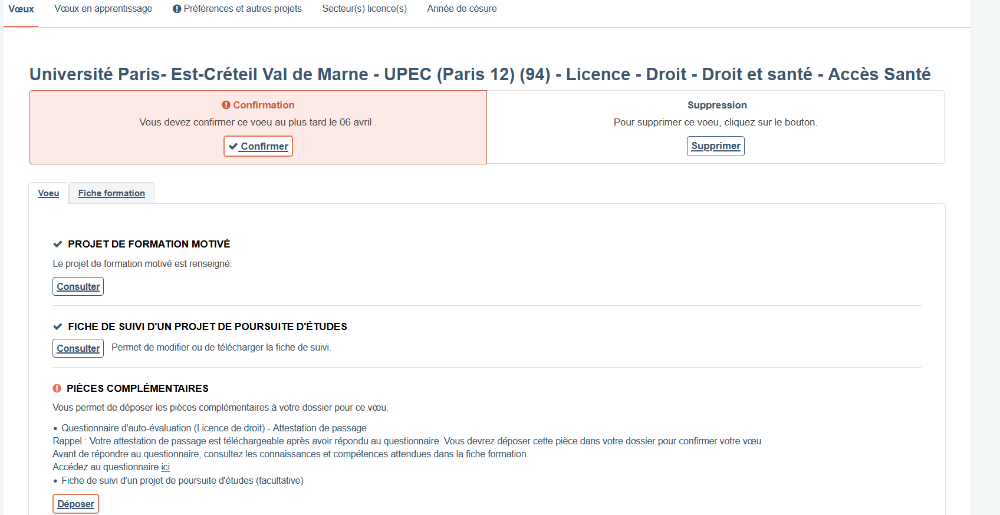 Vœux Vœux en apprentissage Préférences et autres projets Secteur(s) licence(s) Année de césure
Université Paris- Est-Créteil Val de Marne - UPEC (Paris 12) (94) - Licence - Droit - Droit et santé - Accès Santé
Confirmation
Vous devez confirmer ce voeu au plus tard le 06 avril .
Confirmer
Suppression
Pour supprimer ce voeu, cliquez sur le bouton.
Supprimer
Voeu Fiche formation
PROJET DE FORMATION MOTIVÉ
Le projet de formation motivé est renseigné.
Consulter
FICHE DE SUIVI D'UN PROJET DE POURSUITE D'ÉTUDES
Consulter Permet de modifier ou de télécharger la fiche de suivi.
PIÈCES COMPLÉMENTAIRES
Vous permet de déposer les pièces complémentaires à votre dossier pour ce vœu.
• Questionnaire d'auto-évaluation (Licence de droit) - Attestation de passage
Rappel : Votre attestation de passage est téléchargeable après avoir répondu au questionnaire. Vous devrez déposer cette pièce dans votre dossier pour confirmer votre vœu.
Avant de répondre au questionnaire, consultez les connaissances et compétences attendues dans la fiche formation.
Accédez au questionnaire ici
• Fiche de suivi d'un projet de poursuite d'études (facultative)
Déposer